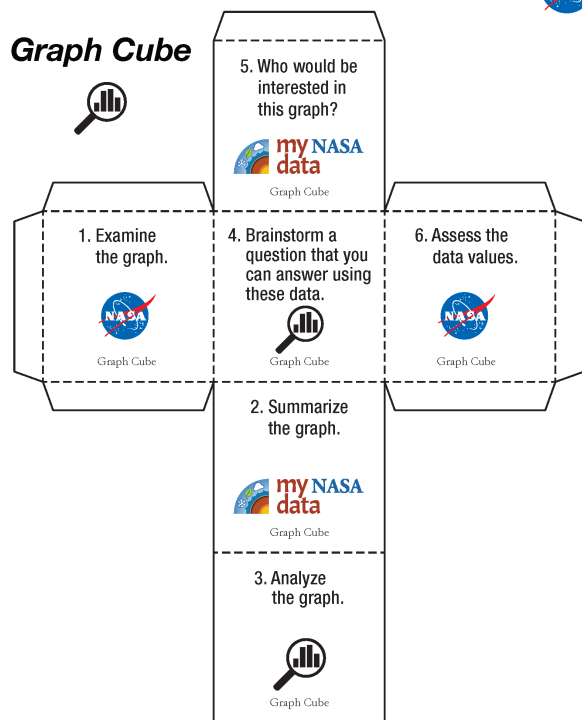 Graph Cube
5. Who would be
interested in
this graph?
my NASA
data
Graph Cube
1. Examine
the graph.
NASA
Graph Cube
4. Brainstorm a
question that you
can answer using
these data.
Graph Cube
6. Assess the
data values.
NASA
Graph Cube
2. Summarize
the graph.
my NASA
data
Graph Cube
3. Analyze
the graph.
Graph Cube